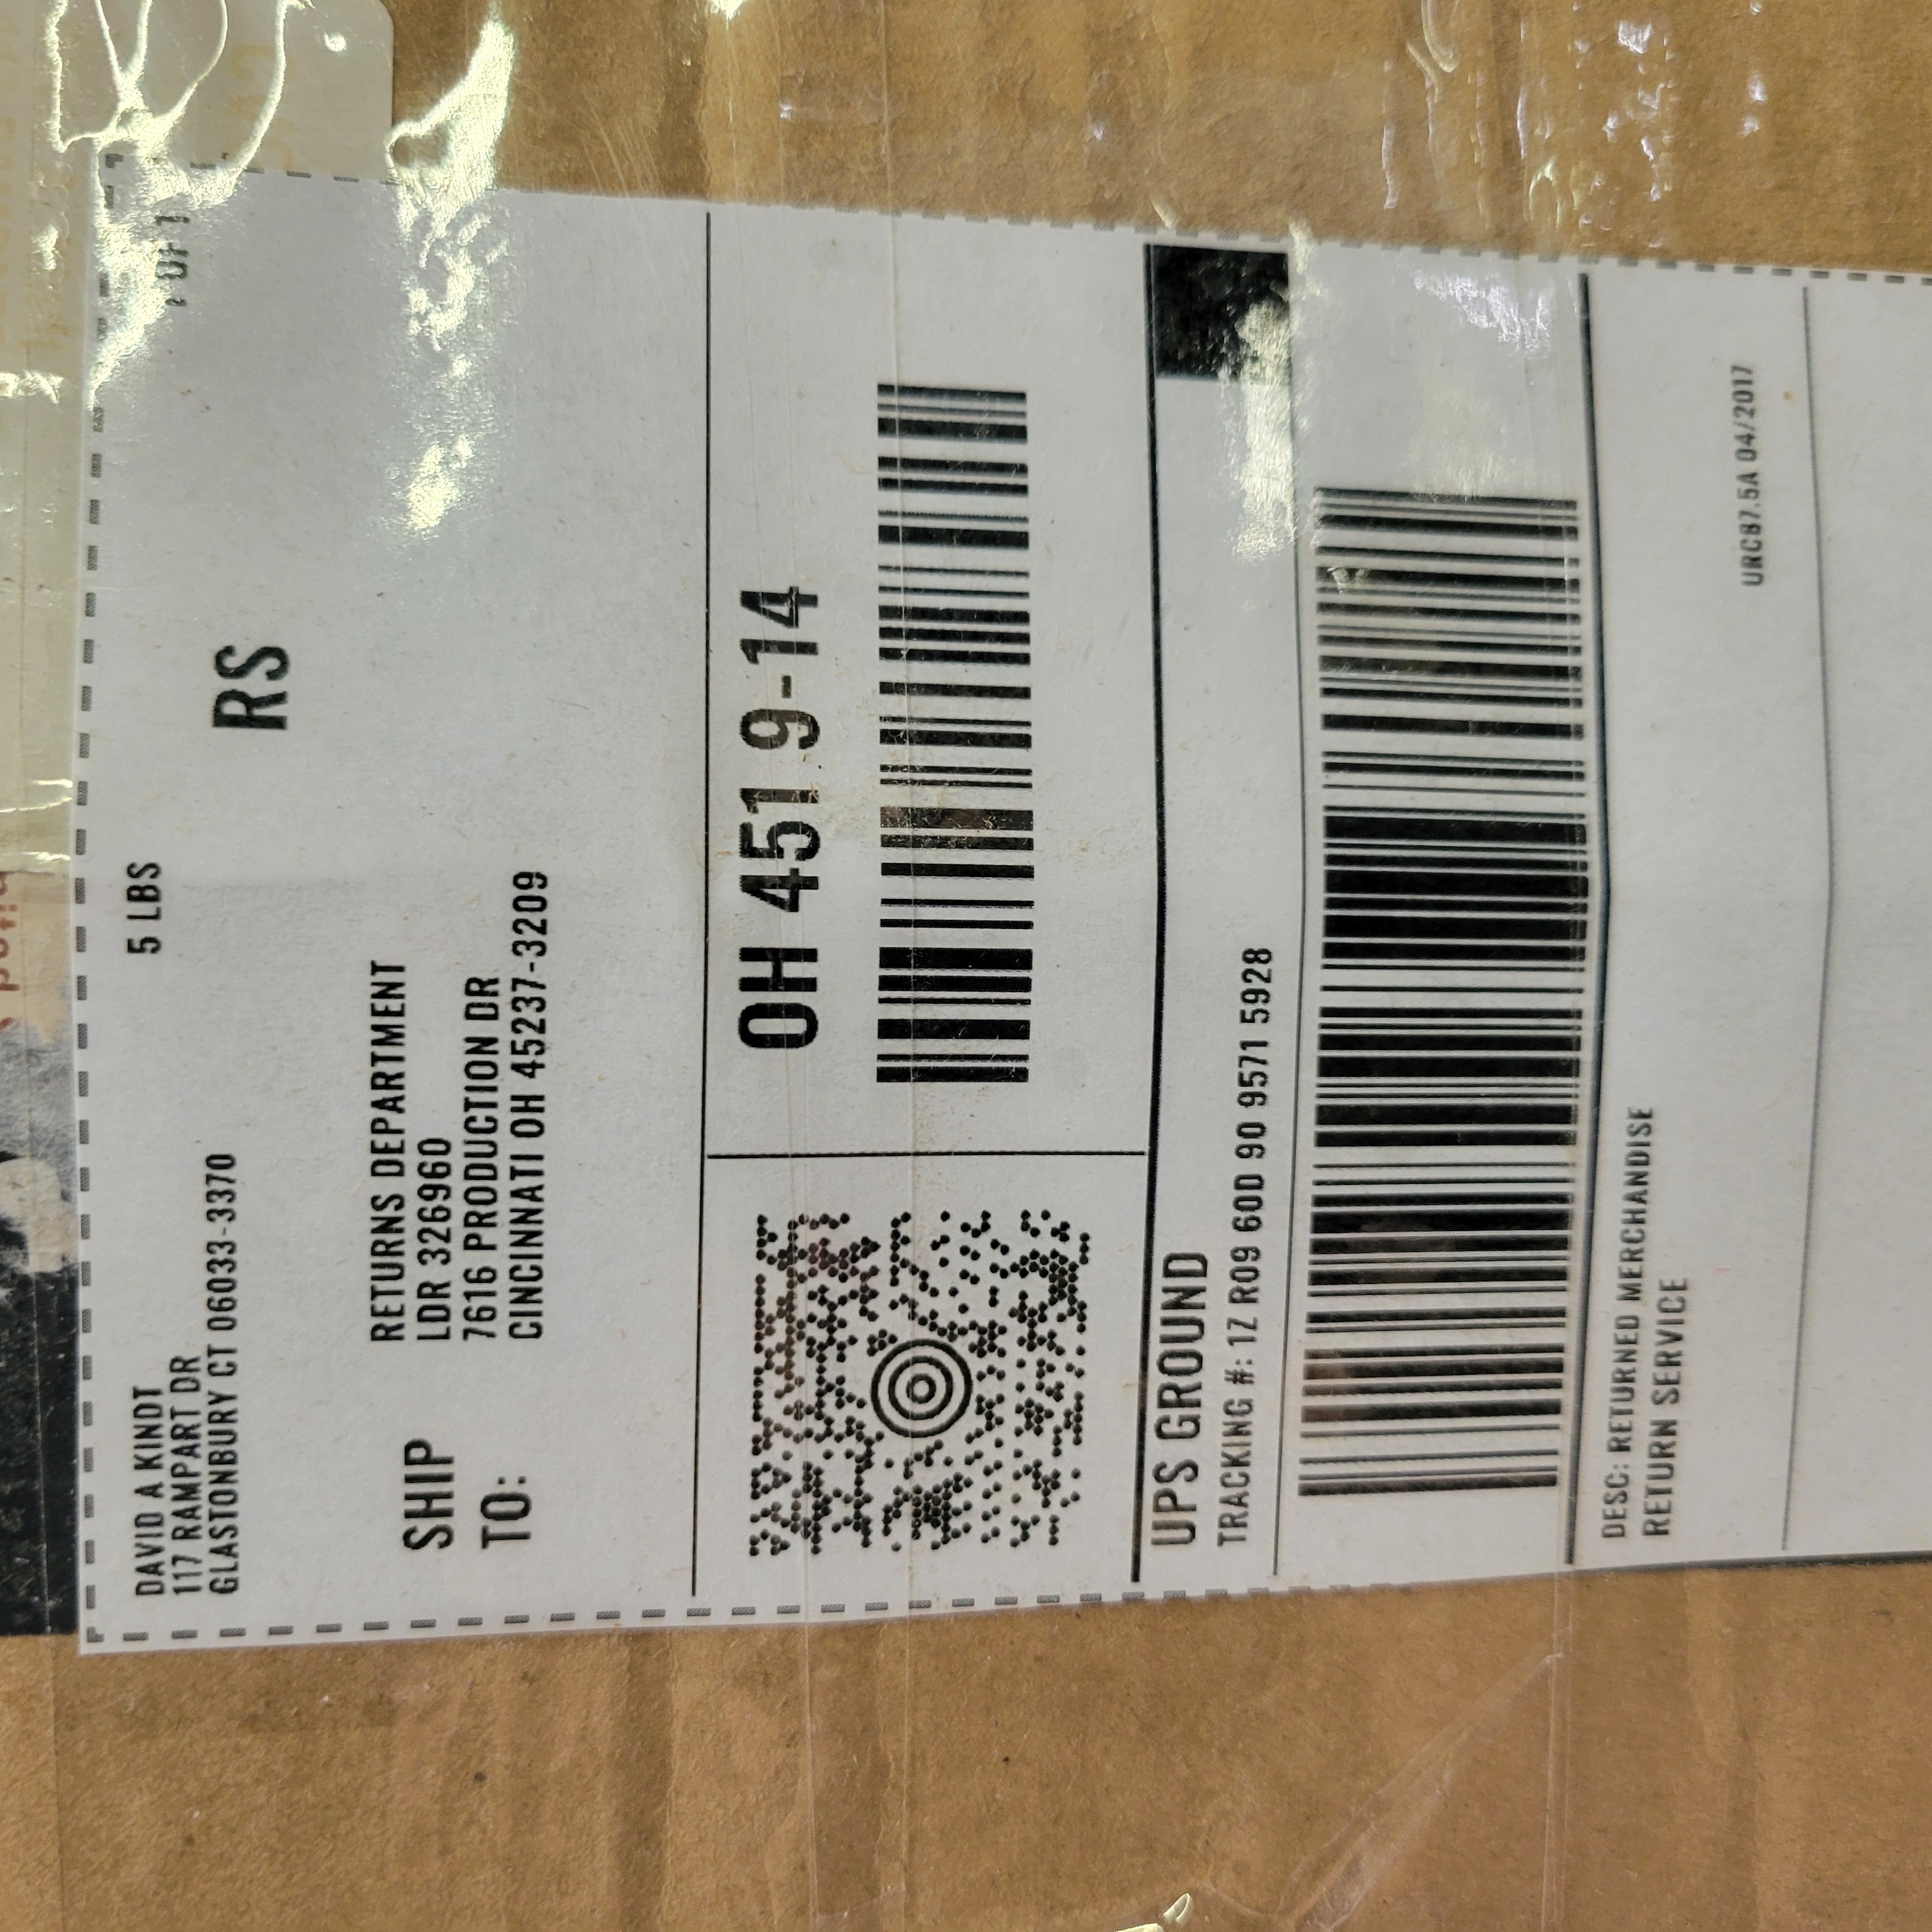 DAVID A KINDT
117 RAMPART DR
GLASTONBURY CT 06033-3370
5 LBS
OF 1
RS
SHIP
TO:
RETURNS DEPARTMENT
LDR 326960
7616 PRODUCTION DR
CINCINNATI OH 45237-3209
OH 451 9-14
UPS GROUND
TRACKING #: 1Z R09 60D 90 9571 5928
DESC: RETURNED MERCHANDISE
RETURN SERVICE
URCB7.5A 04/2017